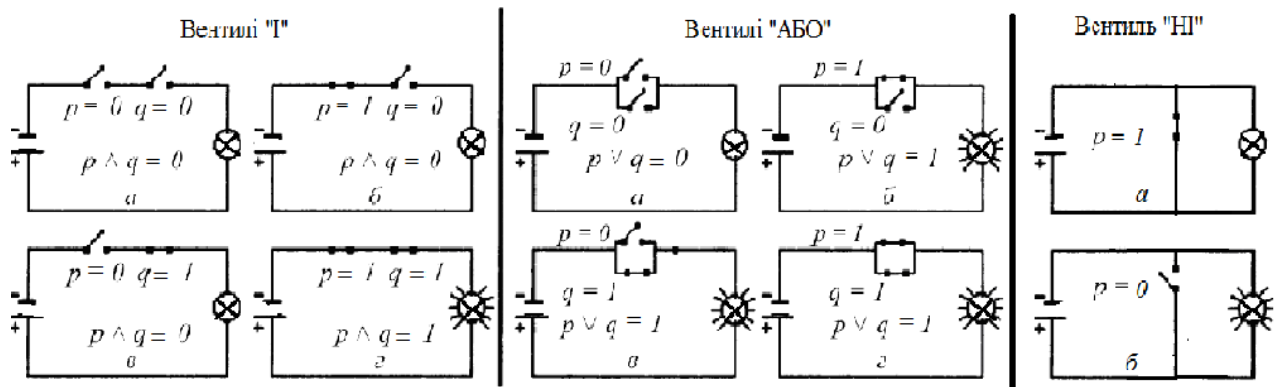 Вентилі "І"
p = 0 q = 0
p ∧ q = 0
а
p = 1 q = 0
p ∧ q = 0
б
p = 0 q = 1
p ∧ q = 0
в
p = 1 q = 1
p ∧ q = 1
г
Вентилі "АБО"
p = 0
q = 0
p ∨ q = 0
а
p = 1
q = 0
p ∨ q = 1
б
p = 0
q = 1
p ∨ q = 1
в
p = 1
q = 1
p ∨ q = 1
г
Вентиль "НІ"
p = 1
а
p = 0
б